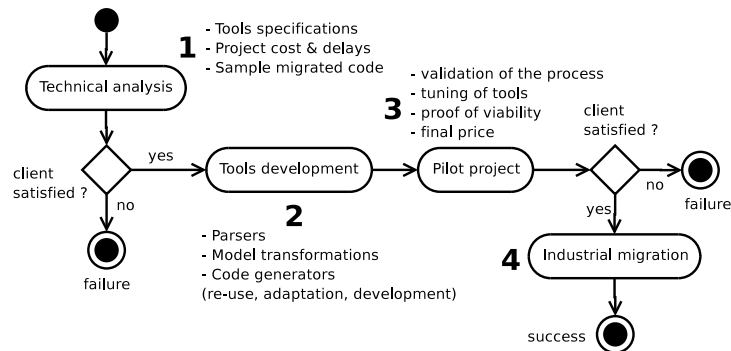 1
- Tools specifications
- Project cost & delays
- Sample migrated code
Technical analysis
client
satisfied ?
yes
no
failure
Tools development
2
- Parsers
- Model transformations
- Code generators
(re-use, adaptation, development)
3
- validation of the process
- tuning of tools
- proof of viability
- final price
Pilot project
client
satisfied ?
no
failure
yes
4
Industrial migration
success